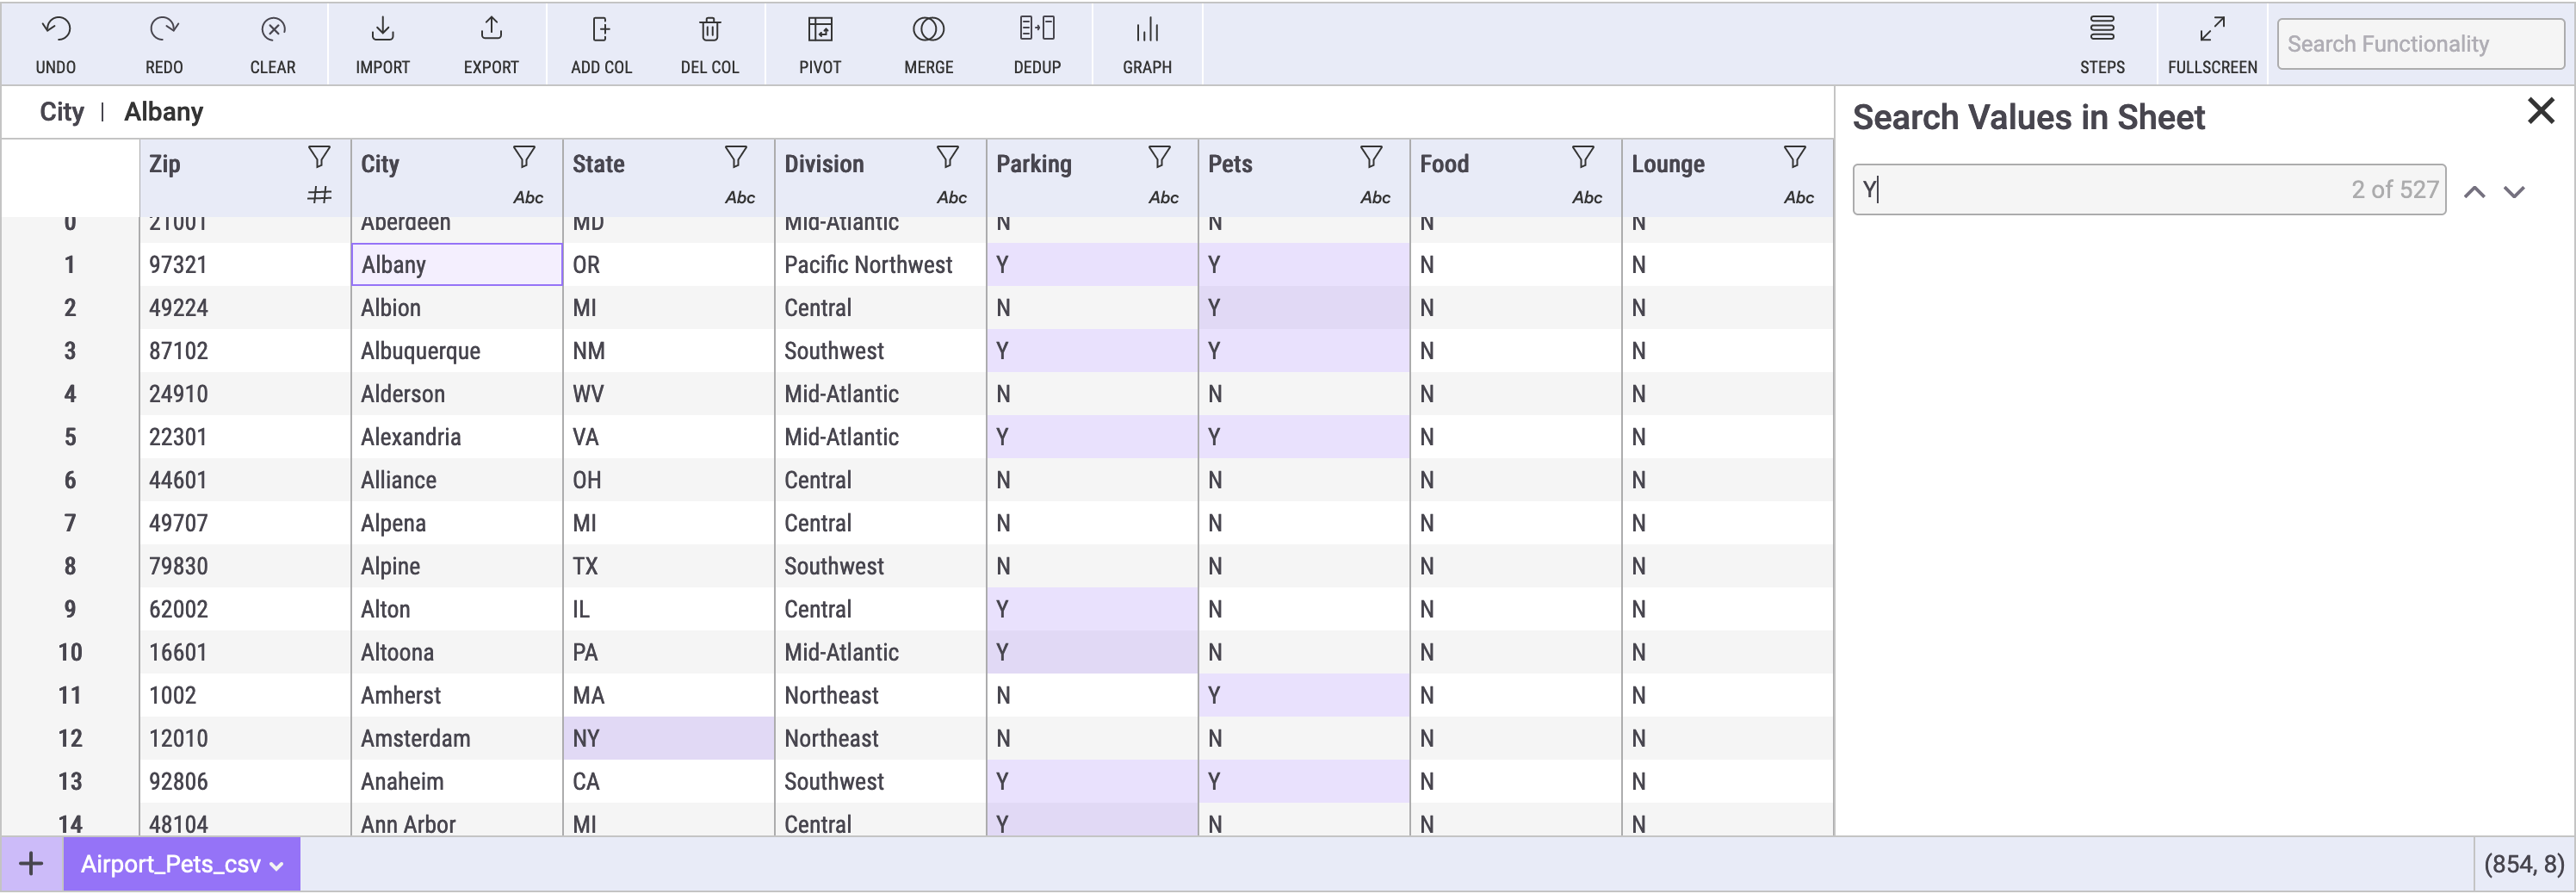 UNDO REDO CLEAR IMPORT EXPORT ADD COL DEL COL PIVOT MERGE DEDUP GRAPH STEPS FULLSCREEN Search Functionality
City | Albany
Search Values in Sheet
Zip City State Division Parking Pets Food Lounge
# Abc Abc Abc Abc Abc Abc Abc
Y 2 of 527
0 21001 Aberdeen MD Mid-Atlantic N N N N
1 97321 Albany OR Pacific Northwest Y Y N N
2 49224 Albion MI Central N Y N N
3 87102 Albuquerque NM Southwest Y Y N N
4 24910 Alderson WV Mid-Atlantic N N N N
5 22301 Alexandria VA Mid-Atlantic Y Y N N
6 44601 Alliance OH Central N N N N
7 49707 Alpena MI Central N N N N
8 79830 Alpine TX Southwest N N N N
9 62002 Alton IL Central Y N N N
10 16601 Altoona PA Mid-Atlantic Y N N N
11 1002 Amherst MA Northeast N Y N N
12 12010 Amsterdam NY Northeast N N N N
13 92806 Anaheim CA Southwest Y Y N N
14 48104 Ann Arbor MI Central Y N N N
+ Airport_Pets_csv (854, 8)